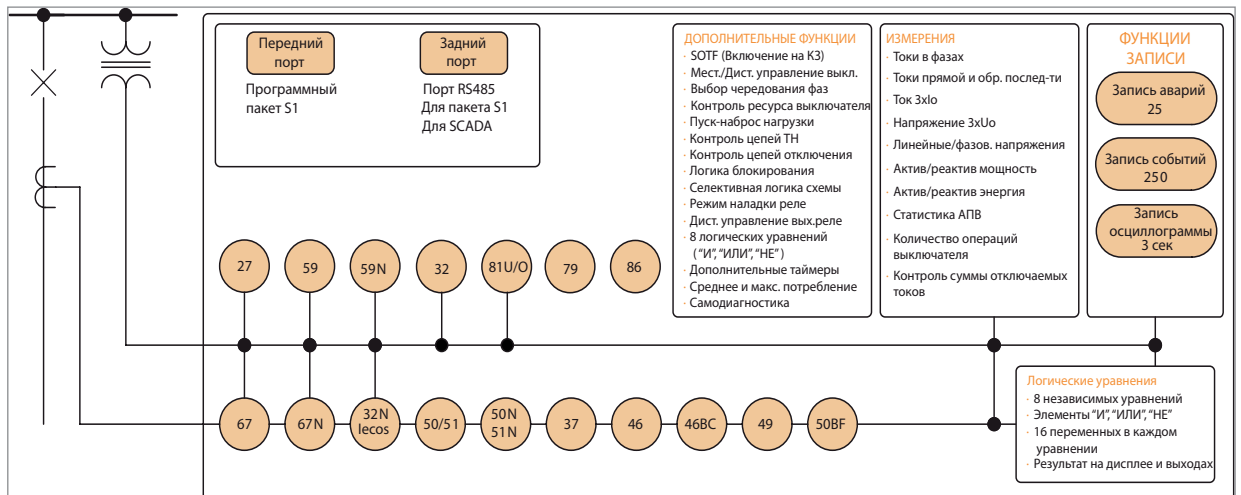 Передний
порт
Программный
пакет S1
Задний
порт
Порт RS485
Для пакета S1
Для SCADA
ДОПОЛНИТЕЛЬНЫЕ ФУНКЦИИ
· SOTF (Включение на КЗ)
· Мест./Дист. управление выкл.
· Выбор чередования фаз
· Контроль ресурса выключателя
· Пуск-наброс нагрузки
· Контроль цепей ТН
· Контроль цепей отключения
· Логика блокирования
· Селективная логика схемы
· Режим наладки реле
· Дист. управление вых.реле
· 8 логических уравнений
( “И”, “ИЛИ”, “НЕ” )
· Дополнительные таймеры
· Среднее и макс. потребление
· Самодиагностика
ИЗМЕРЕНИЯ
· Токи в фазах
· Токи прямой и обр. послед-ти
· Ток 3xIo
· Напряжение 3xUo
· Линейные/фазов. напряжения
· Актив/реактив мощность
· Актив/реактив энергия
· Статистика АПВ
· Количество операций
выключателя
· Контроль суммы отключаемых
токов
ФУНКЦИИ
ЗАПИСИ
Запись аварий
25
Запись событий
250
Запись
осциллограммы
3 сек
27
59
59N
32
81U/O
79
86
67
67N
32N
Iecos
50/51
50N
51N
37
46
46BC
49
50BF
Логические уравнения
· 8 независимых уравнений
· Элементы “И”, “ИЛИ”, “НЕ”
· 16 переменных в каждом
уравнении
· Результат на дисплее и выходах